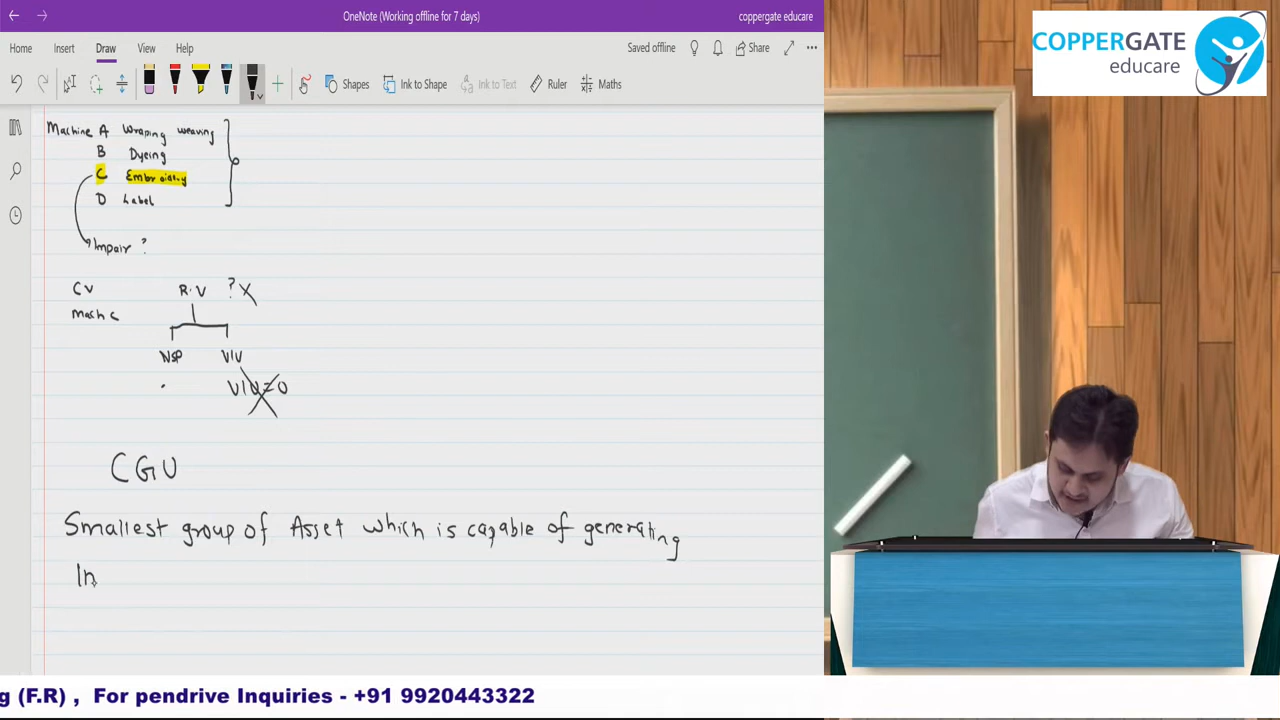 OneNote (Working offline for 7 days)
coppergate educare
Home Insert Draw View Help
Saved offline
Share
Shapes
Ink to Shape
Ink to Text
Ruler
Maths
COPPERGATE
educare
Machine A Wraping weaving
B Dyeing
C Embroidary
D Label
Impair ?
CV R.V ? X
Mach C
NSP VIU
VIU = 0
CGU
Smallest group of Asset which is capable of generating
In
g (F.R) , For pendrive Inquiries - +91 9920443322